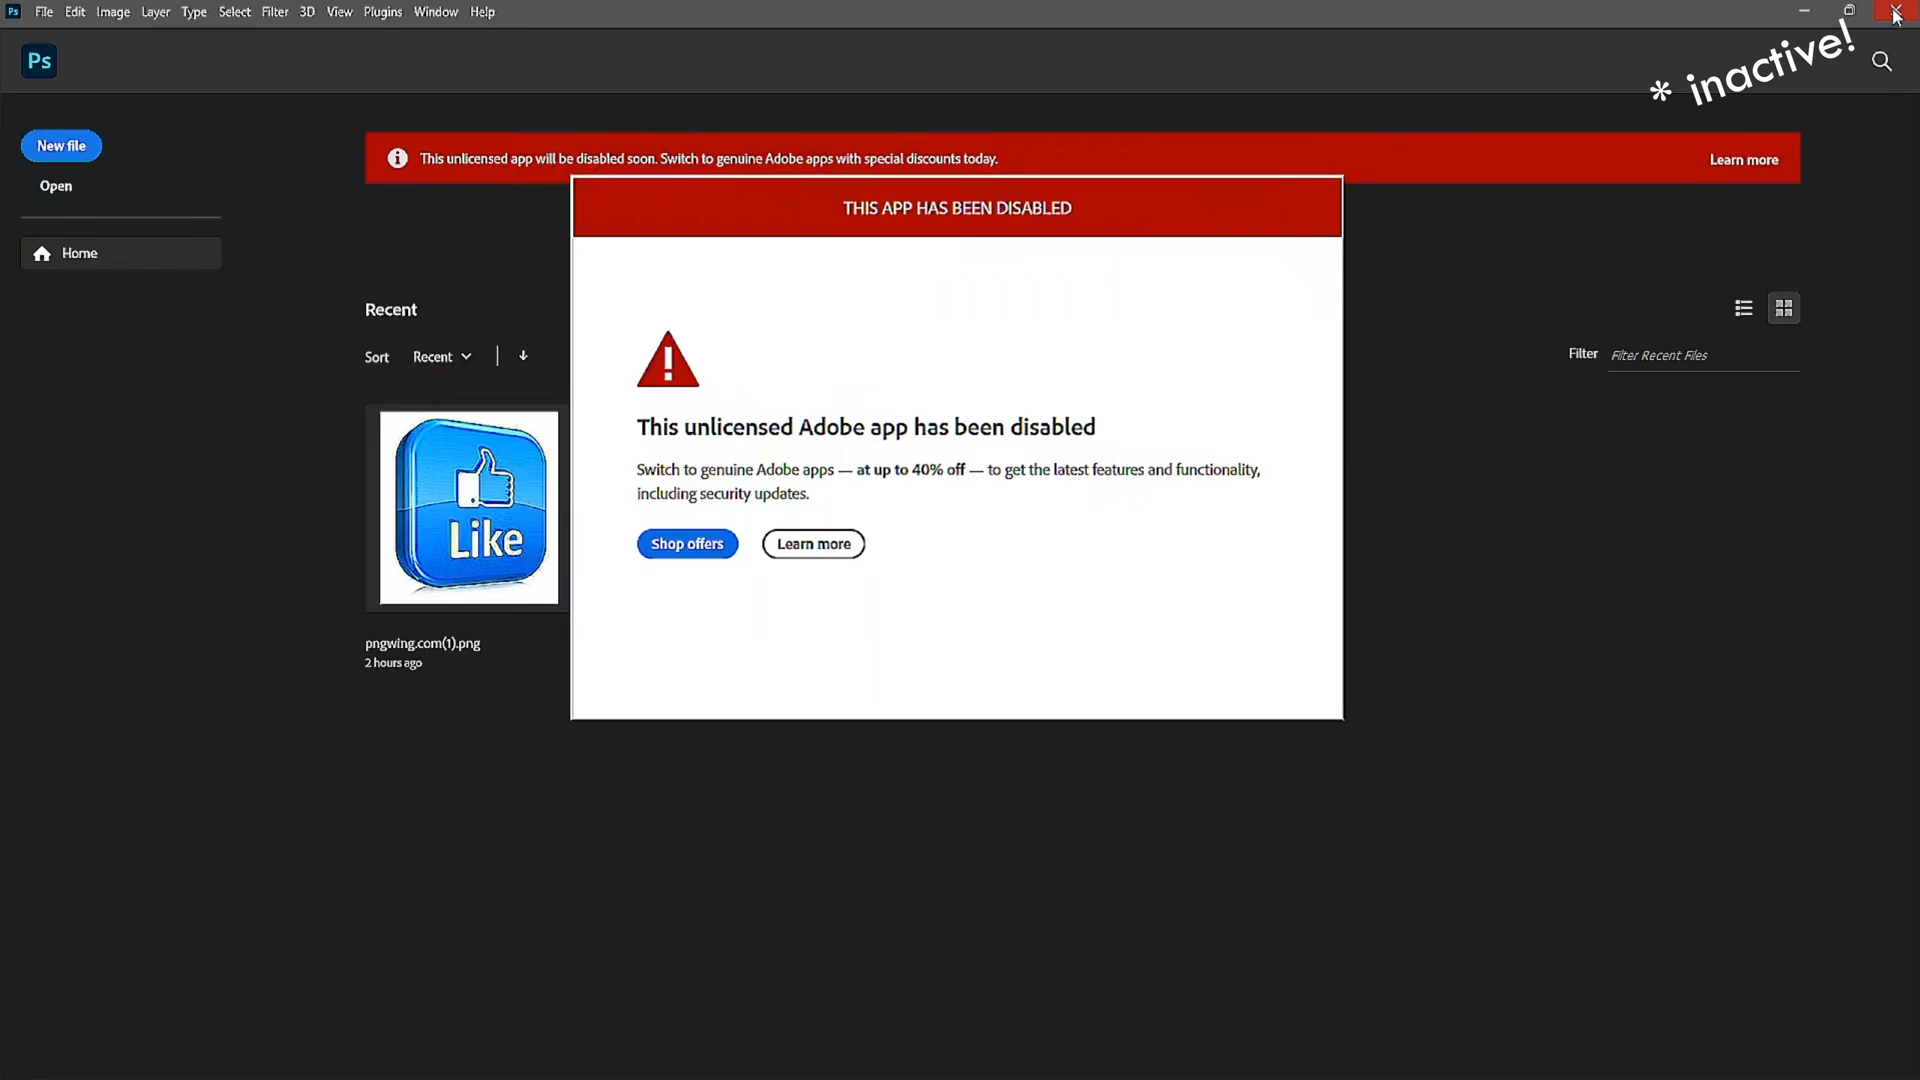 Ps File Edit Image Layer Type Select Filter 3D View Plugins Window Help
* inactive!
Ps
New file
Open
Home
This unlicensed app will be disabled soon. Switch to genuine Adobe apps with special discounts today.
Learn more
THIS APP HAS BEEN DISABLED
This unlicensed Adobe app has been disabled
Switch to genuine Adobe apps — at up to 40% off — to get the latest features and functionality,
including security updates.
Shop offers
Learn more
Recent
Sort Recent
Filter Filter Recent Files
Like
pngwing.com(1).png
2 hours ago